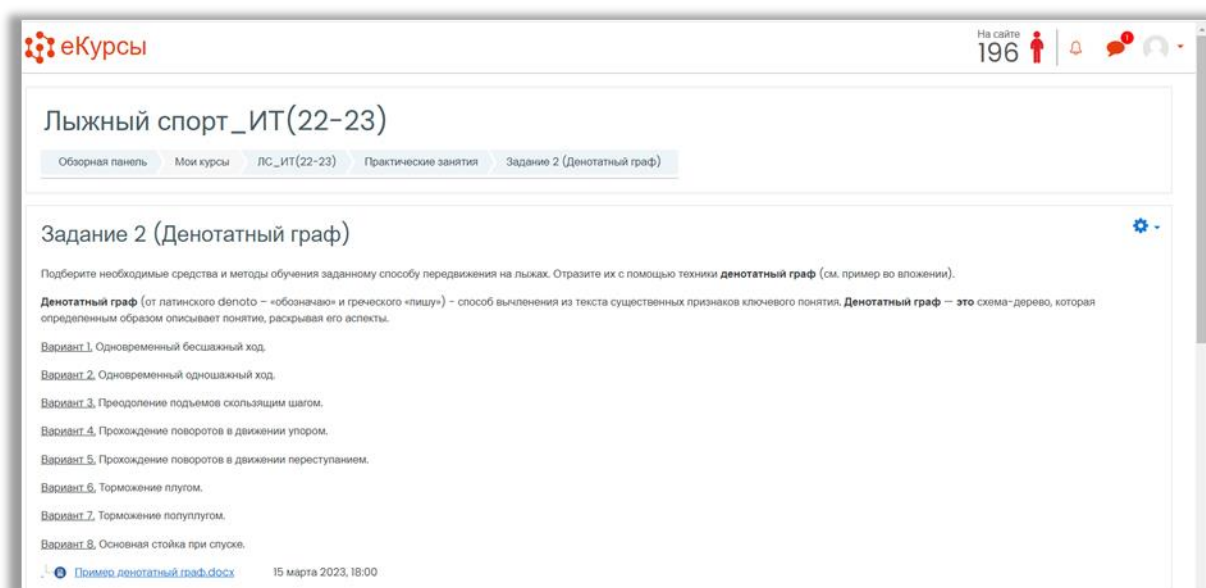 еКурсы
На сайте
196
1
Лыжный спорт_ИТ(22-23)
Обзорная панель Мои курсы ЛС_ИТ(22-23) Практические занятия Задание 2 (Денотатный граф)
Задание 2 (Денотатный граф)
Подберите необходимые средства и методы обучения заданному способу передвижения на лыжах. Отразите их с помощью техники денотатный граф (см. пример во вложении).
Денотатный граф (от латинского denoto – «обозначаю» и греческого «пишу») - способ вычленения из текста существенных признаков ключевого понятия. Денотатный граф — это схема-дерево, которая
определенным образом описывает понятие, раскрывая его аспекты.
Вариант 1. Одновременный бесшажный ход.
Вариант 2. Одновременный одношажный ход.
Вариант 3. Преодоление подъемов скользящим шагом.
Вариант 4. Прохождение поворотов в движении упором.
Вариант 5. Прохождение поворотов в движении переступанием.
Вариант 6. Торможение плугом.
Вариант 7. Торможение полуплугом.
Вариант 8. Основная стойка при спуске.
Пример денотатный граф.docx 15 марта 2023, 18:00